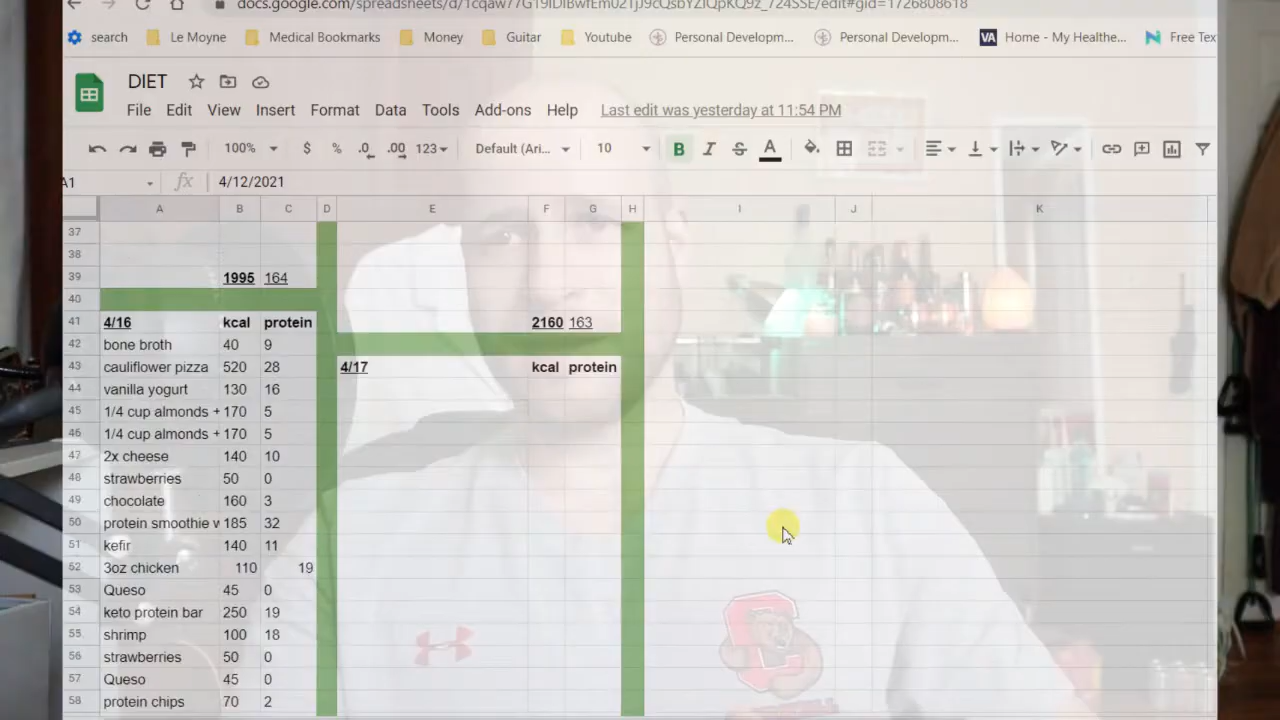 docs.google.com/spreadsheets/d/
search Le Moyne Medical Bookmarks Money Guitar Youtube Personal Developm... Personal Developm... VA Home - My Healthe... Free Tex
DIET
File Edit View Insert Format Data Tools Add-ons Help Last edit was yesterday at 11:54 PM
100% $ % .0 .00 123 Default (Ari... 10 B I S A
A1 fx 4/12/2021
A B C D E F G H I J K
37
38
39 1995 164
40
41 4/16 kcal protein 2160 163
42 bone broth 40 9
43 cauliflower pizza 520 28 4/17 kcal protein
44 vanilla yogurt 130 16
45 1/4 cup almonds + 170 5
46 1/4 cup almonds + 170 5
47 2x cheese 140 10
48 strawberries 50 0
49 chocolate 160 3
50 protein smoothie w 185 32
51 kefir 140 11
52 3oz chicken 110 19
53 Queso 45 0
54 keto protein bar 250 19
55 shrimp 100 18
56 strawberries 50 0
57 Queso 45 0
58 protein chips 70 2